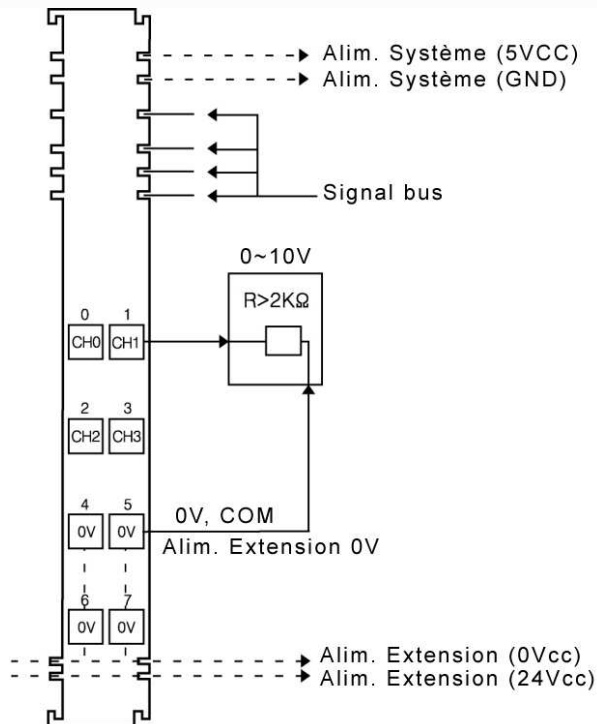 Alim. Système (5VCC)
Alim. Système (GND)
Signal bus
0~10V
R>2KΩ
0 1
CH0 CH1
2 3
CH2 CH3
4 5
0V 0V
0V, COM
Alim. Extension 0V
6 7
0V 0V
Alim. Extension (0Vcc)
Alim. Extension (24Vcc)